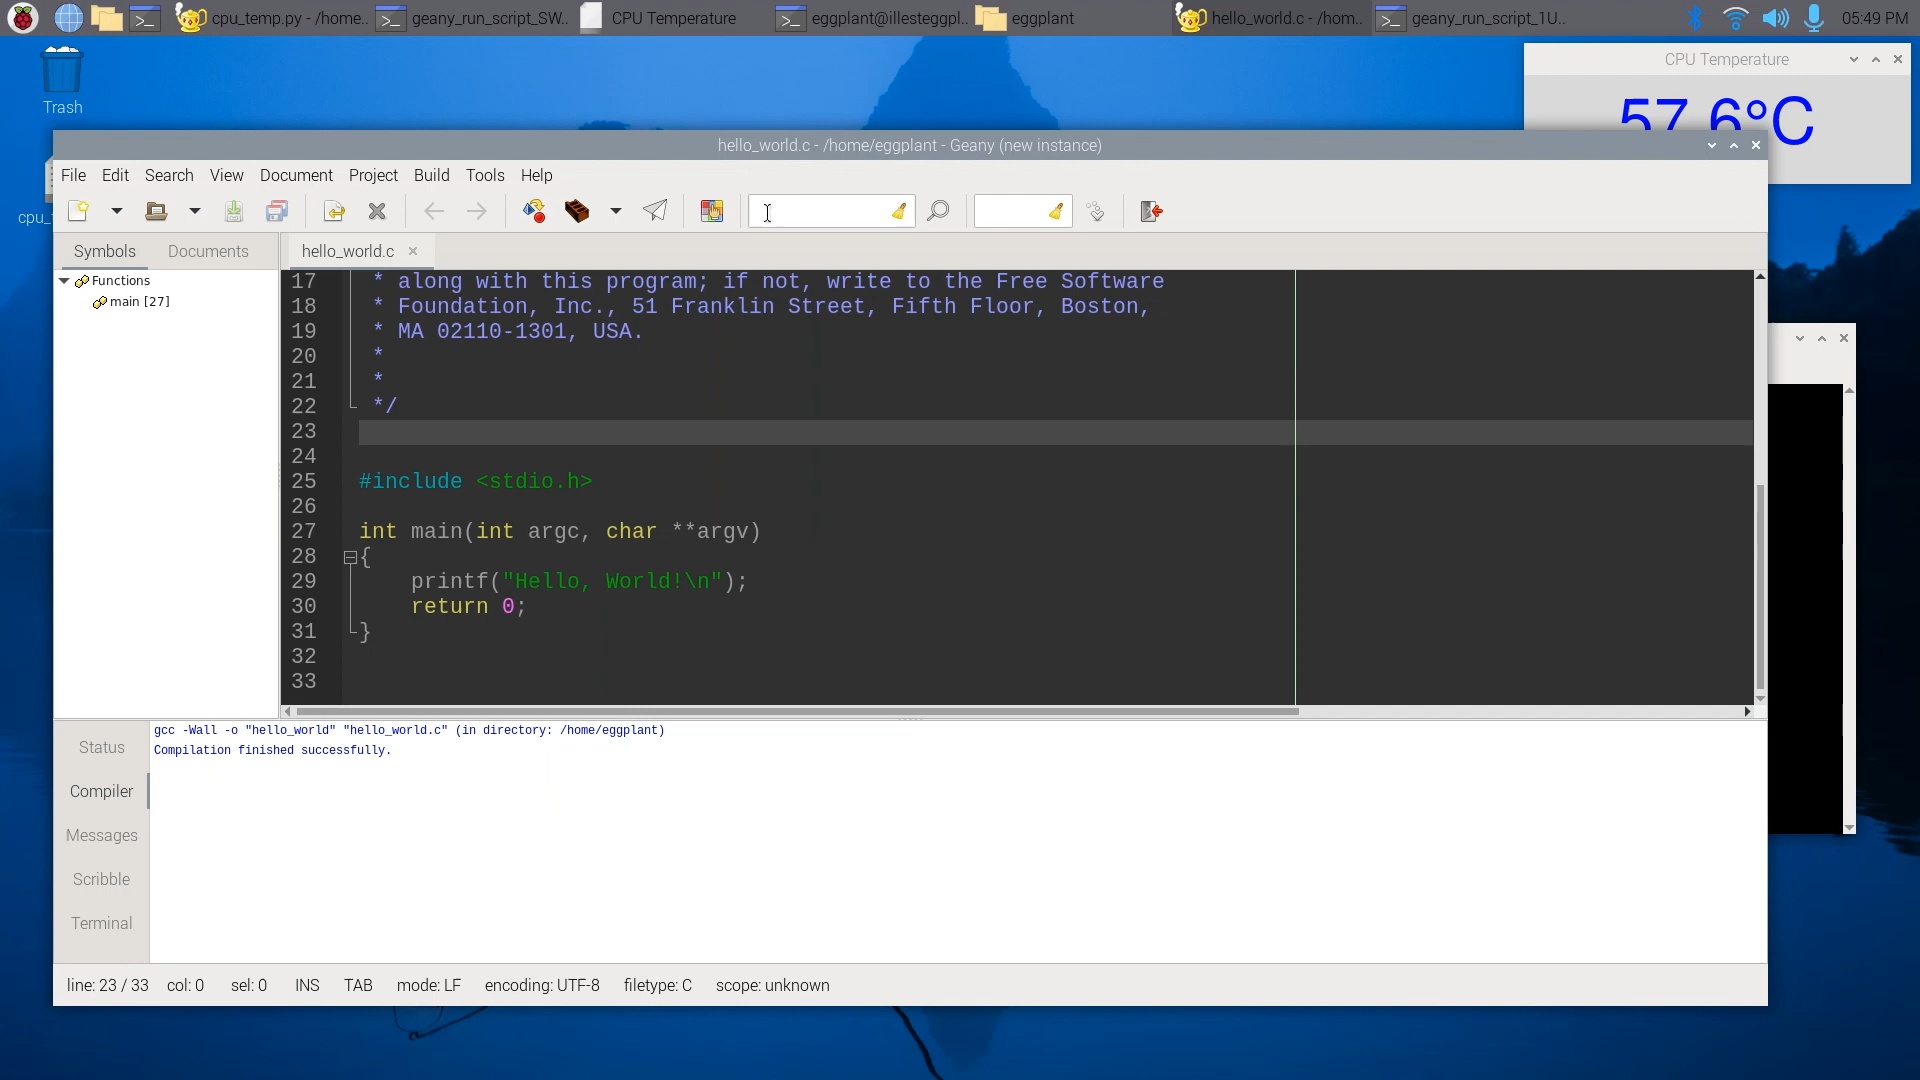 cpu_temp.py - /home..
geany_run_script_SW..
CPU Temperature
eggplant@illesteggpl..
eggplant
hello_world.c - /hom..
geany_run_script_1U..
05:49 PM
Trash
cpu_
CPU Temperature
57.6°C
hello_world.c - /home/eggplant - Geany (new instance)
File Edit Search View Document Project Build Tools Help
Symbols Documents
hello_world.c
Functions
main [27]
17 * along with this program; if not, write to the Free Software
18 * Foundation, Inc., 51 Franklin Street, Fifth Floor, Boston,
19 * MA 02110-1301, USA.
20 *
21 *
22 */
23
24
25 #include <stdio.h>
26
27 int main(int argc, char **argv)
28 {
29 printf("Hello, World!\n");
30 return 0;
31 }
32
33
Status
Compiler
Messages
Scribble
Terminal
gcc -Wall -o "hello_world" "hello_world.c" (in directory: /home/eggplant)
Compilation finished successfully.
line: 23 / 33 col: 0 sel: 0 INS TAB mode: LF encoding: UTF-8 filetype: C scope: unknown